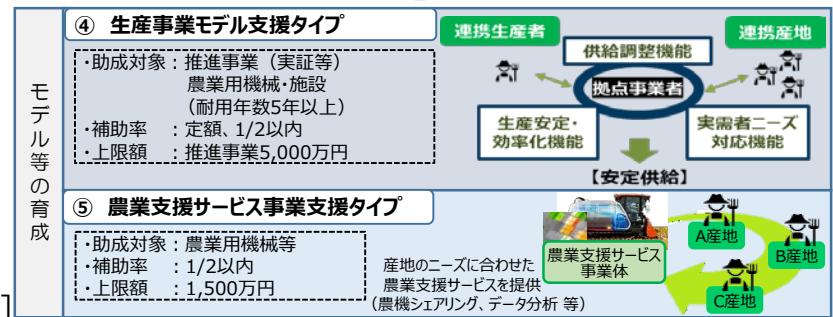 モデル等の育成
④ 生産事業モデル支援タイプ
・助成対象：推進事業（実証等）
農業用機械・施設
（耐用年数5年以上）
・補助率　：定額、1/2以内
・上限額　：推進事業5,000万円
連携生産者
連携産地
供給調整機能
拠点事業者
生産安定・
効率化機能
実需者ニーズ
対応機能
【安定供給】
⑤ 農業支援サービス事業支援タイプ
・助成対象：農業用機械等
・補助率　：1/2以内
・上限額　：1,500万円
産地のニーズに合わせた
農業支援サービスを提供
（農機シェアリング、データ分析 等）
農業支援サービス
事業体
A産地
B産地
C産地
]